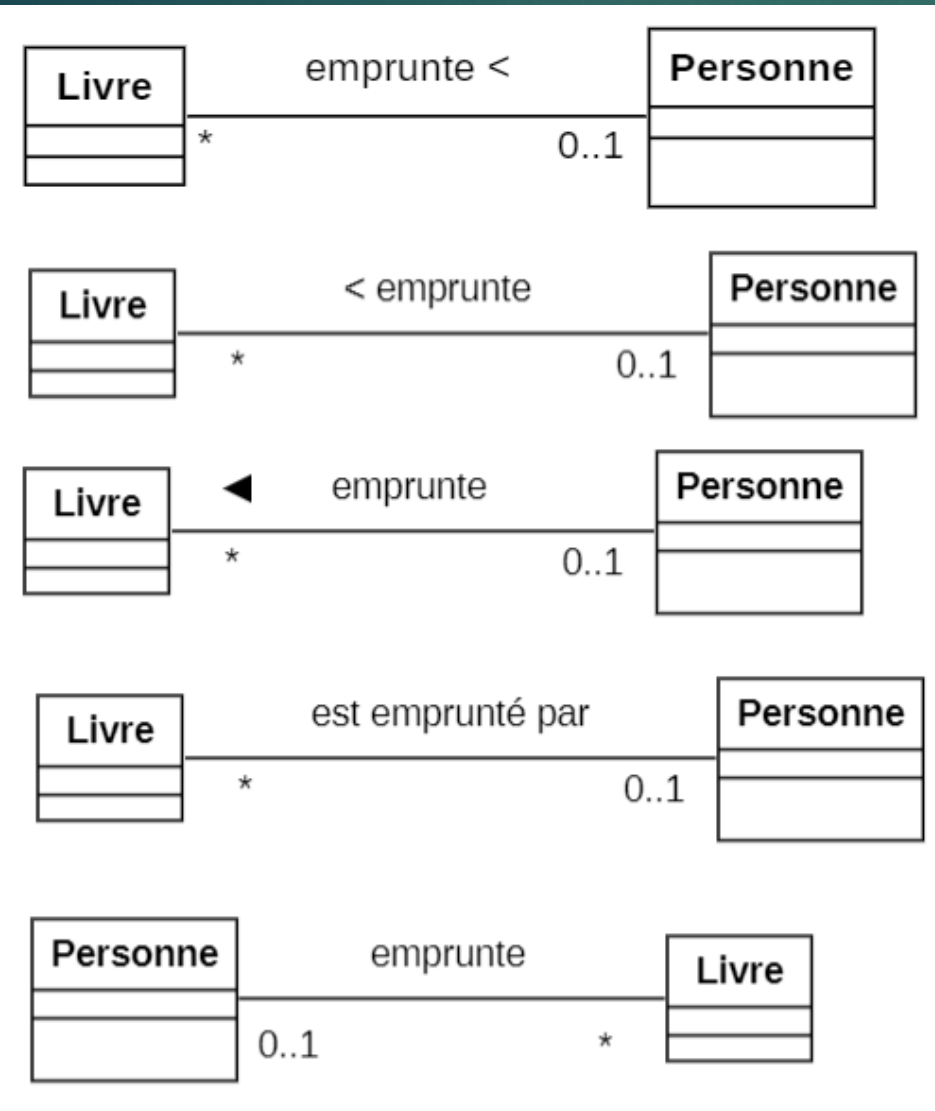 Livre emprunte < Personne
* 0..1
Livre < emprunte Personne
* 0..1
Livre ◀ emprunte Personne
* 0..1
Livre est emprunté par Personne
* 0..1
Personne emprunte Livre
0..1 *